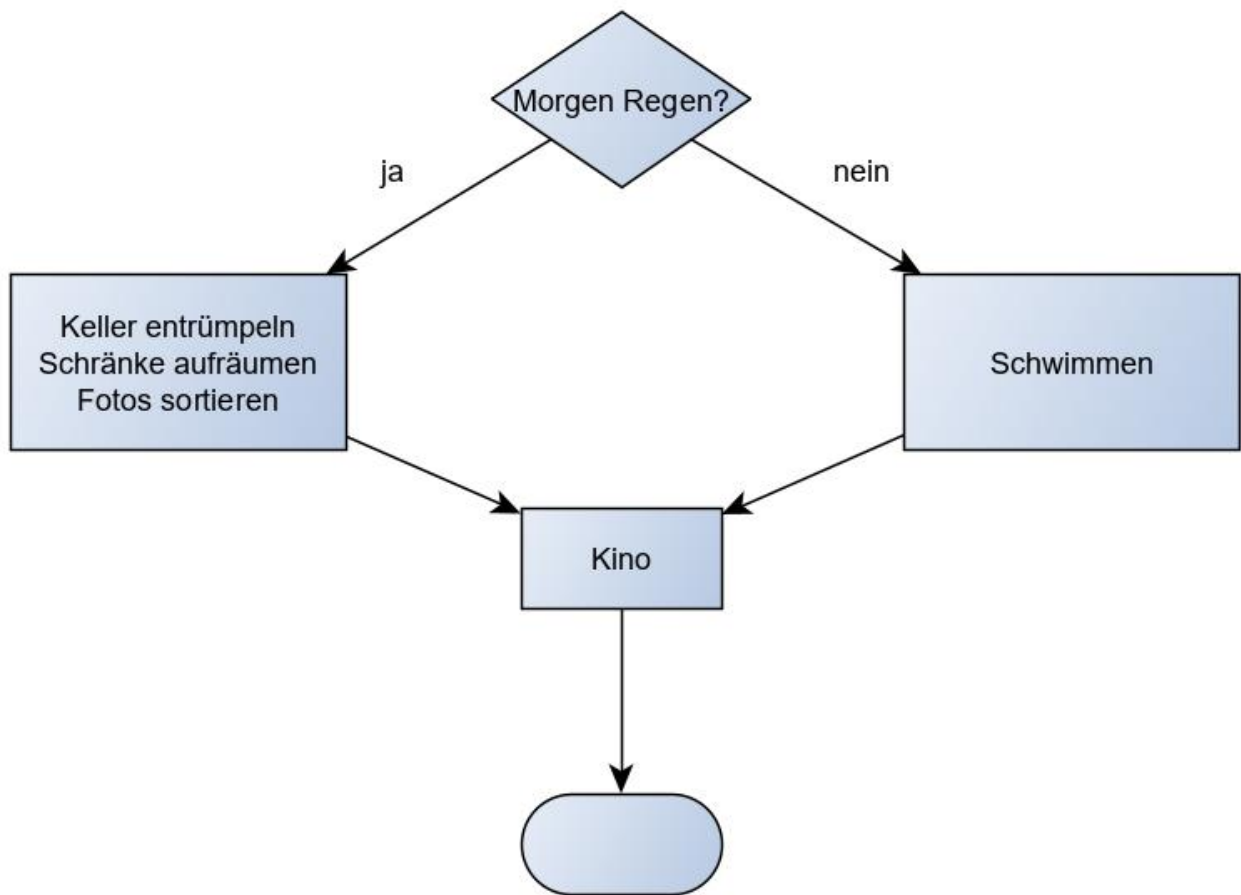 Morgen Regen?
ja
nein
Keller entrümpeln
Schränke aufräumen
Fotos sortieren
Schwimmen
Kino